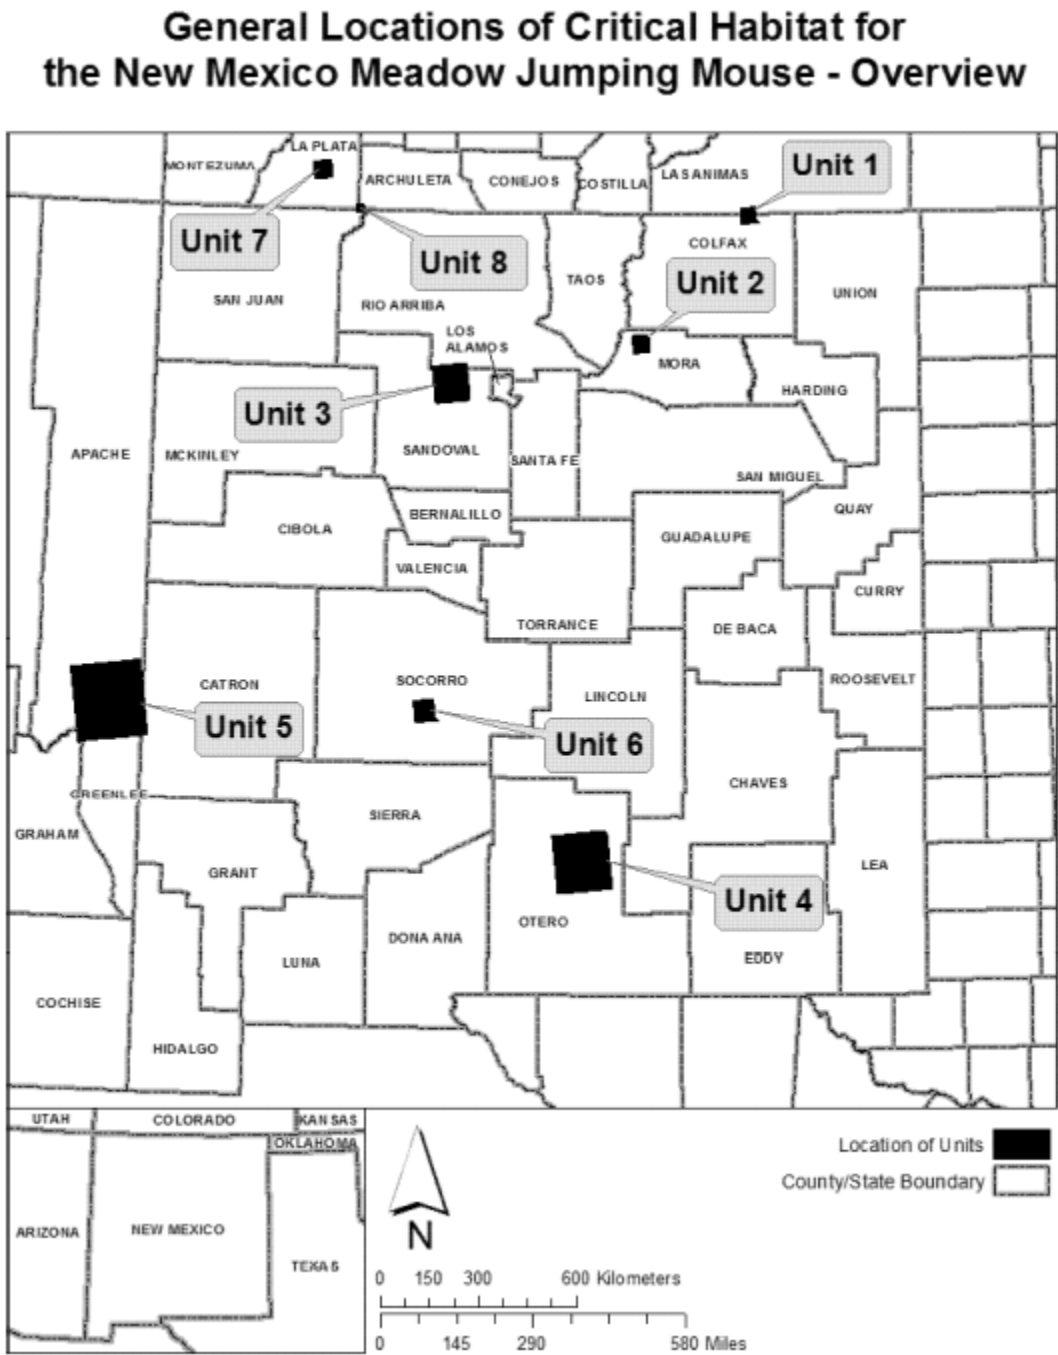 General Locations of Critical Habitat for
the New Mexico Meadow Jumping Mouse - Overview
LA PLATA
MONTEZUMA
ARCHULETA
CONEJOS
COSTILLA
LAS ANIMAS
Unit 1
Unit 7
Unit 8
COLFAX
TAOS
Unit 2
UNION
SAN JUAN
RIO ARRIBA
LOS
ALAMOS
MORA
HARDING
Unit 3
APACHE
MCKINLEY
SANDOVAL
SANTA FE
SAN MIGUEL
QUAY
BERNALILLO
CIBOLA
GUADALUPE
VALENCIA
CURRY
TORRANCE
DE BACA
CATRON
SOCORRO
LINCOLN
ROOSEVELT
Unit 5
Unit 6
CHAVES
GREENLEE
SIERRA
GRAHAM
GRANT
LEA
Unit 4
OTERO
DONA ANA
EDDY
LUNA
COCHISE
HIDALGO
UTAH
COLORADO
KANSAS
OKLAHOMA
ARIZONA
NEW MEXICO
TEXAS
N
Location of Units
County/State Boundary
0 150 300 600 Kilometers
0 145 290 580 Miles